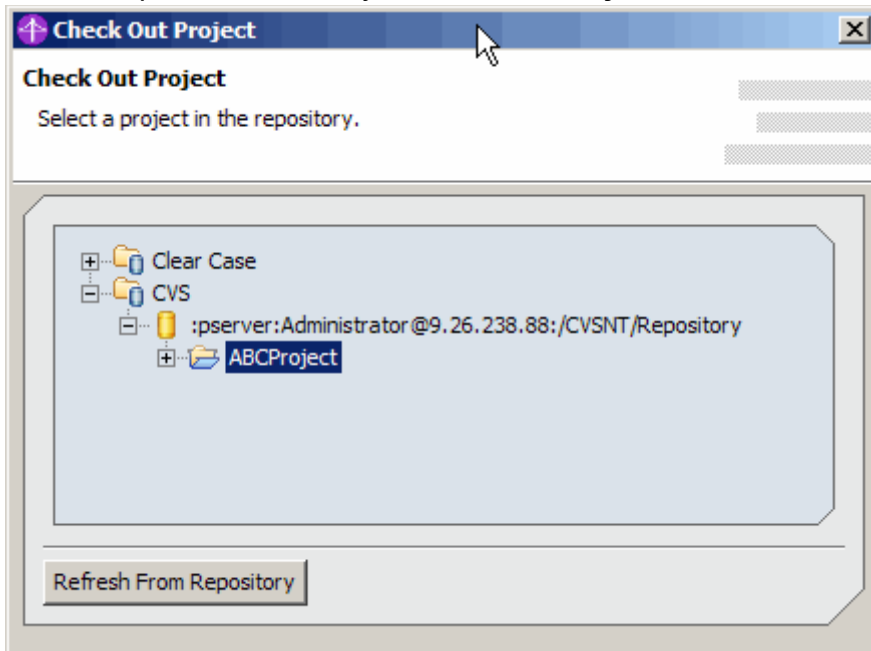 Check Out Project
Check Out Project
Select a project in the repository.
Clear Case
CVS
:pserver:Administrator@9.26.238.88:/CVSNT/Repository
ABCProject
Refresh From Repository